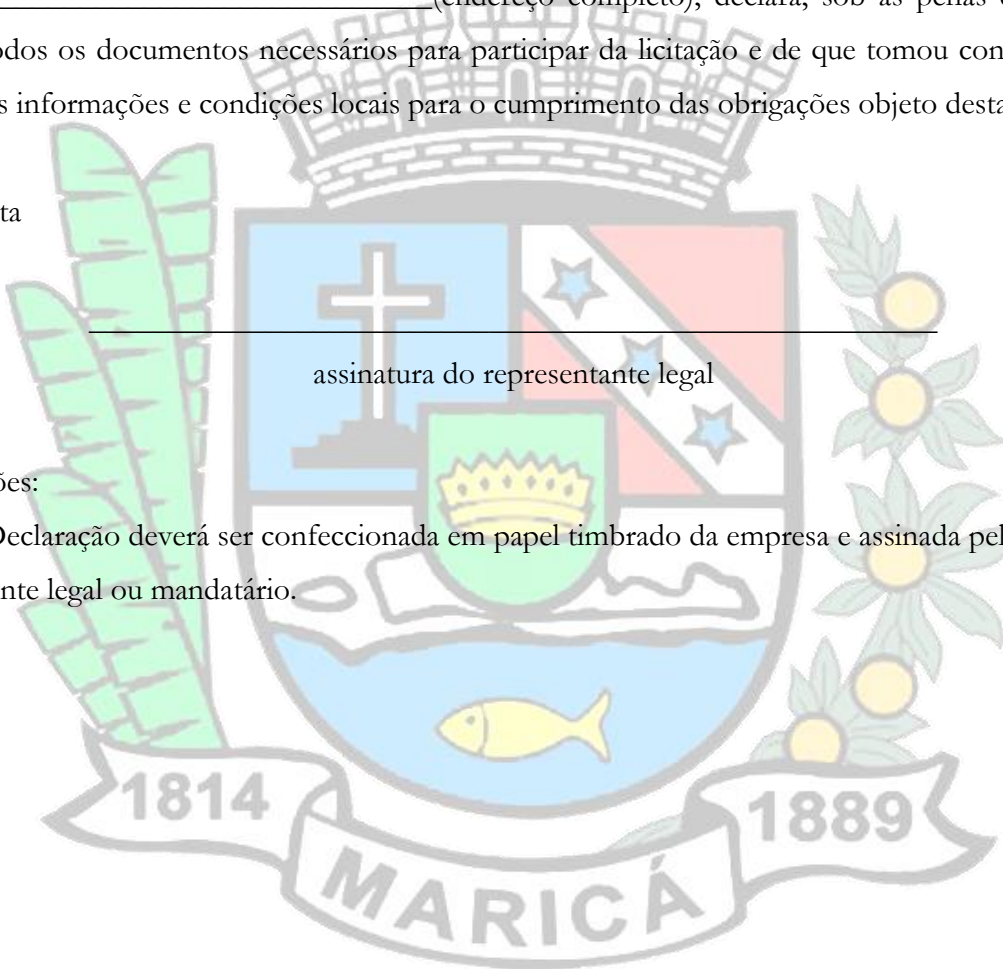 (endereço completo), declara, sob as penas
odos os documentos necessários para participar da licitação e de que tomou con
s informações e condições locais para o cumprimento das obrigações objeto desta
ta
assinatura do representante legal
ões:
Declaração deverá ser confeccionada em papel timbrado da empresa e assinada pel
nte legal ou mandatário.
1814
1889
MARICÁ